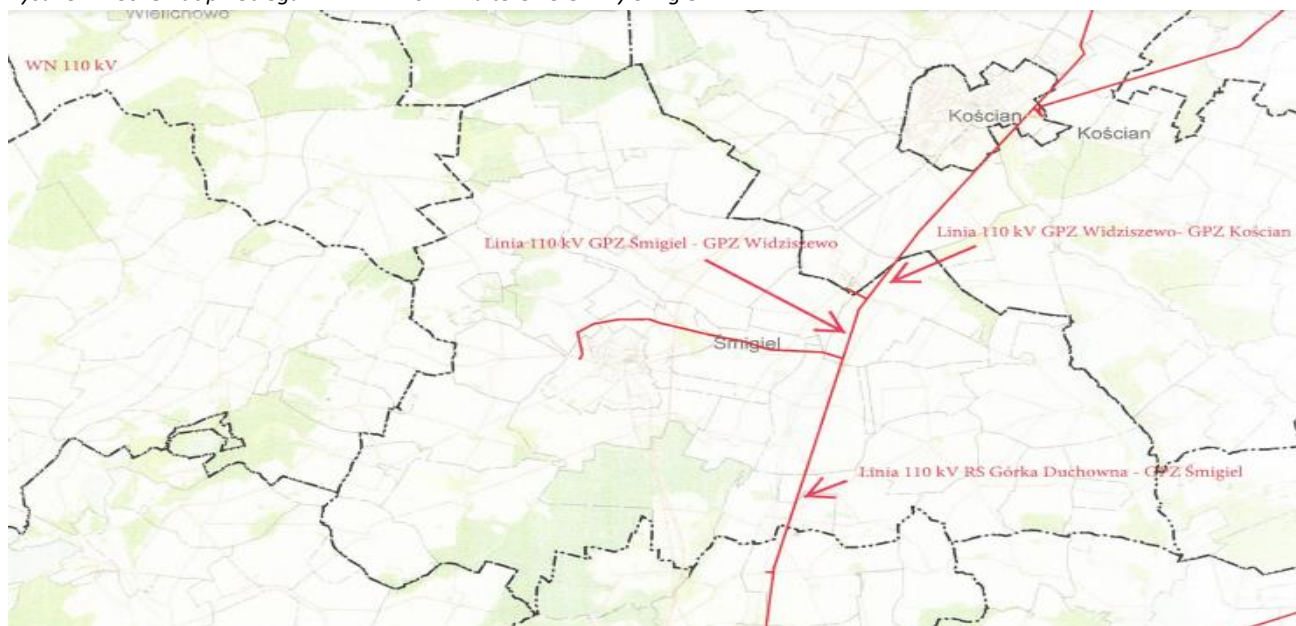 Wielichowo
WN 110 kV
Kościan
Kościan
Linia 110 kV GPZ Śmigiel - GPZ Widziszewo
Linia 110 kV GPZ Widziszewo- GPZ Kościan
Śmigiel
Linia 110 kV RS Górka Duchowna - GPZ Śmigiel